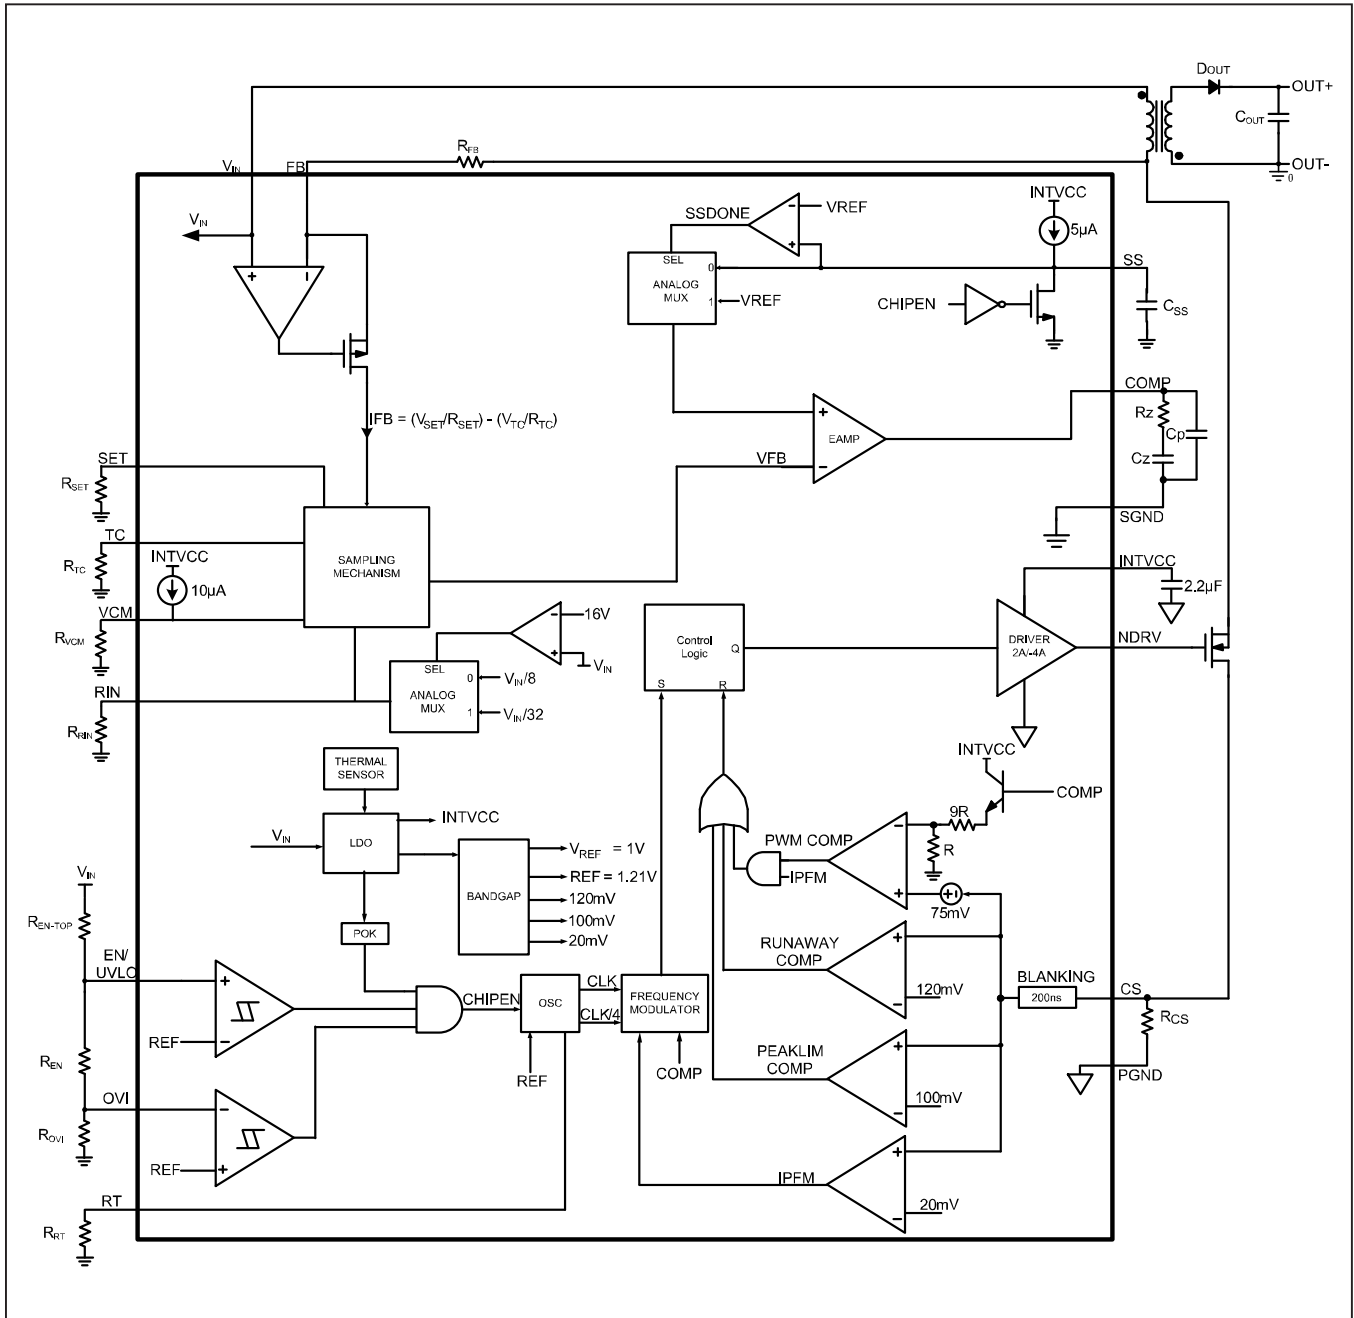 DOUT
OUT+
COUT
OUT-
0
RFB
VIN
FB
VIN
+
-
INTVCC
5µA
SSDONE
-
VREF
+
SEL
0
ANALOG
MUX
1
VREF
SS
CSS
CHIPEN
IFB = (VSET/RSET) - (VTC/RTC)
COMP
Rz
Cp
Cz
SGND
+
EAMP
-
VFB
SET
RSET
TC
RTC
INTVCC
10µA
VCM
RVCM
RIN
RRIN
SAMPLING
MECHANISM
-
16V
+
VIN
SEL
0
VIN/8
ANALOG
MUX
1
VIN/32
Control
Logic
Q
S
R
INTVCC
2.2µF
DRIVER
2A/-4A
NDRV
THERMAL
SENSOR
VIN
LDO
INTVCC
BANDGAP
VREF = 1V
REF = 1.21V
120mV
100mV
20mV
POK
INTVCC
COMP
9R
R
PWM COMP
-
+
IPFM
+-
75mV
RUNAWAY
COMP
+
-
120mV
BLANKING
200ns
CS
RCS
PGND
VIN
REN-TOP
EN/
UVLO
+
REF
-
REN
OVI
-
ROVI
REF
+
CHIPEN
OSC
CLK
CLK/4
REF
FREQUENCY
MODULATOR
COMP
PEAKLIM
COMP
+
-
100mV
IPFM
+
-
20mV
RT
RRT